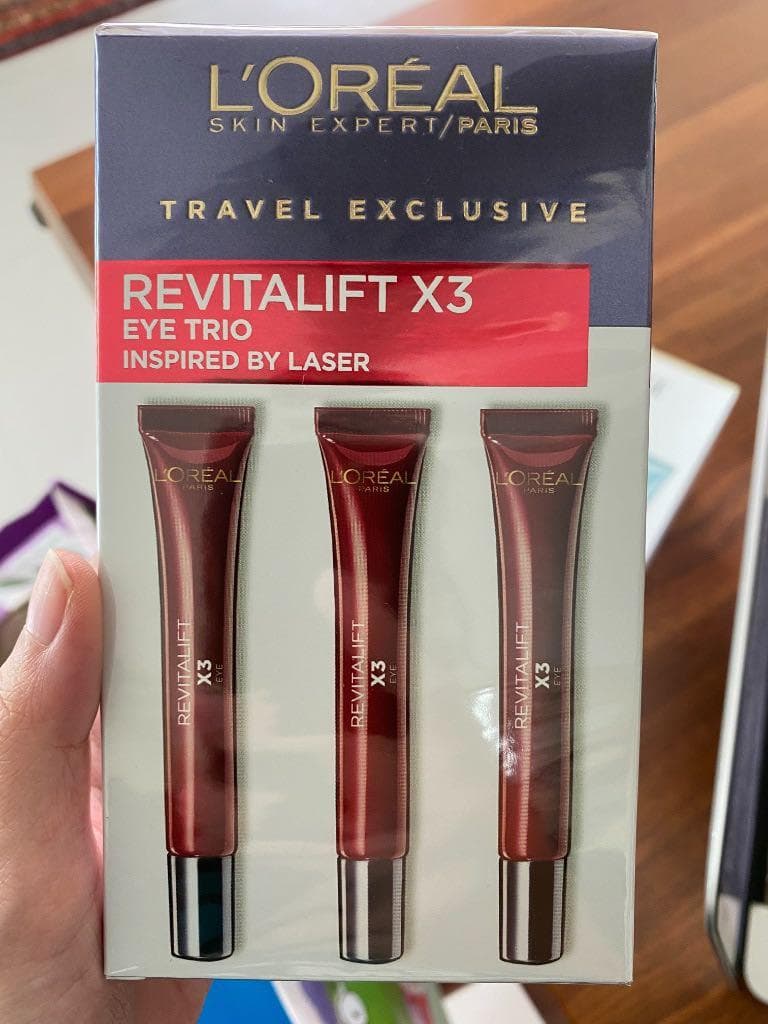 L'ORÉAL
SKIN EXPERT/PARIS
TRAVEL EXCLUSIVE
REVITALIFT X3
EYE TRIO
INSPIRED BY LASER
L'ORÉAL
PARIS
REVITALIFT
X3
EYE
L'ORÉAL
PARIS
REVITALIFT
X3
EYE
L'ORÉAL
PARIS
REVITALIFT
X3
EYE